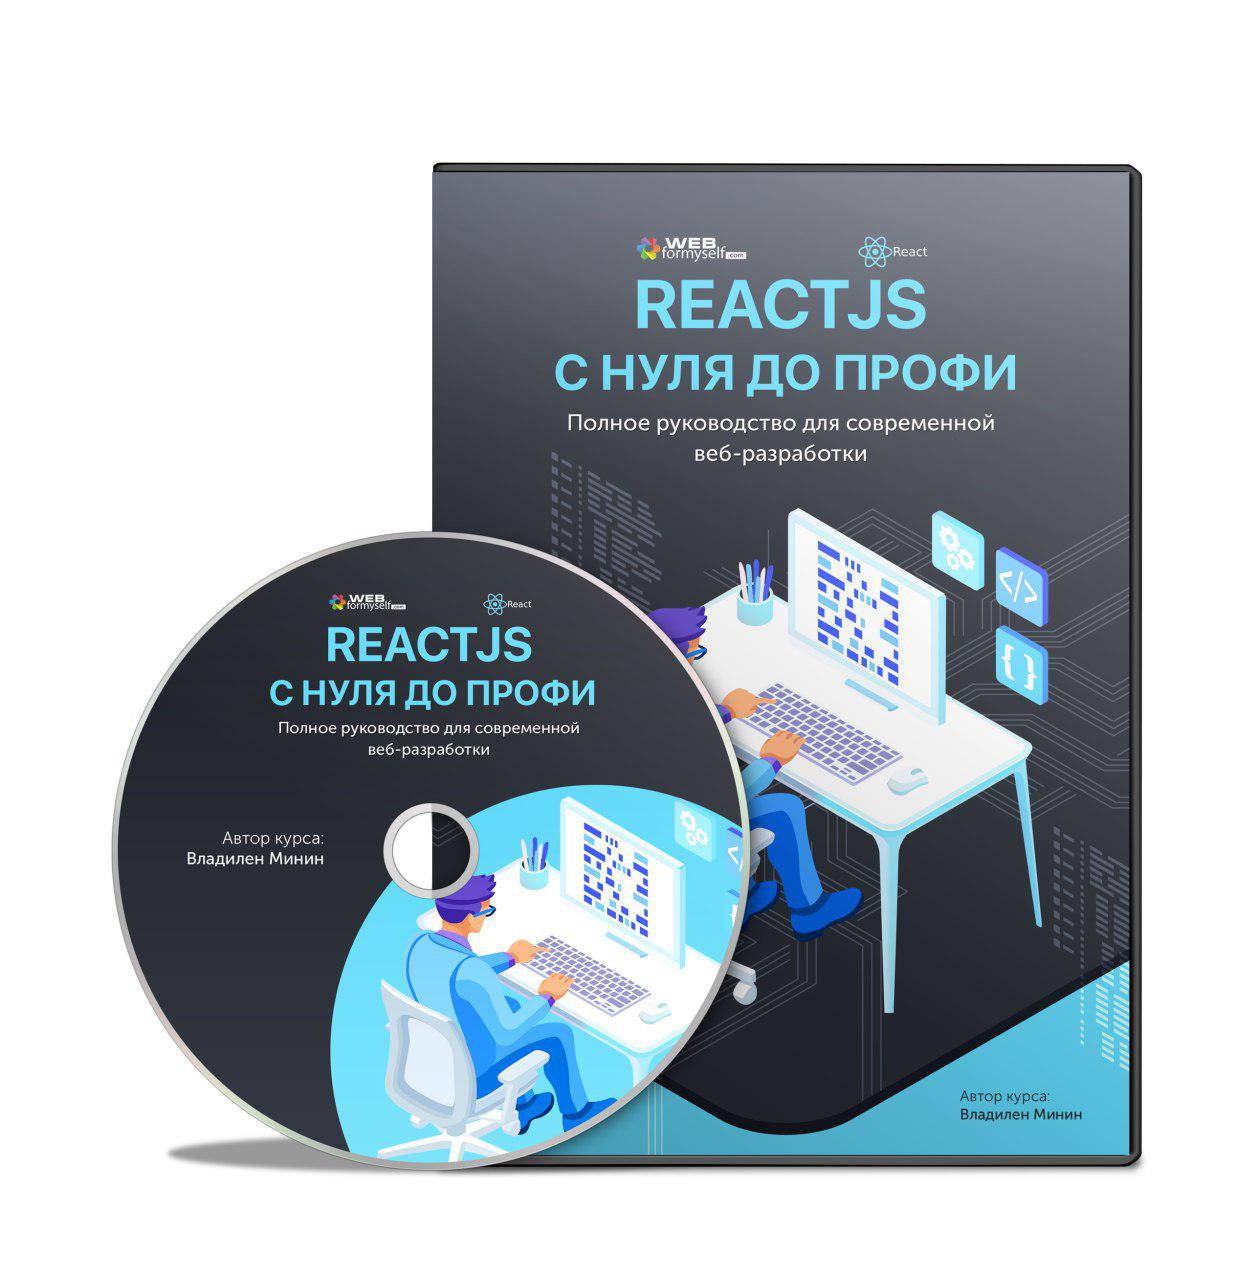 WEB
formyself.com
React
REACTJS
С НУЛЯ ДО ПРОФИ
Полное руководство для современной
веб-разработки
</>
{ }
Автор курса:
Владилен Минин
WEB
formyself.com
React
REACTJS
С НУЛЯ ДО ПРОФИ
Полное руководство для современной
веб-разработки
Автор курса:
Владилен Минин